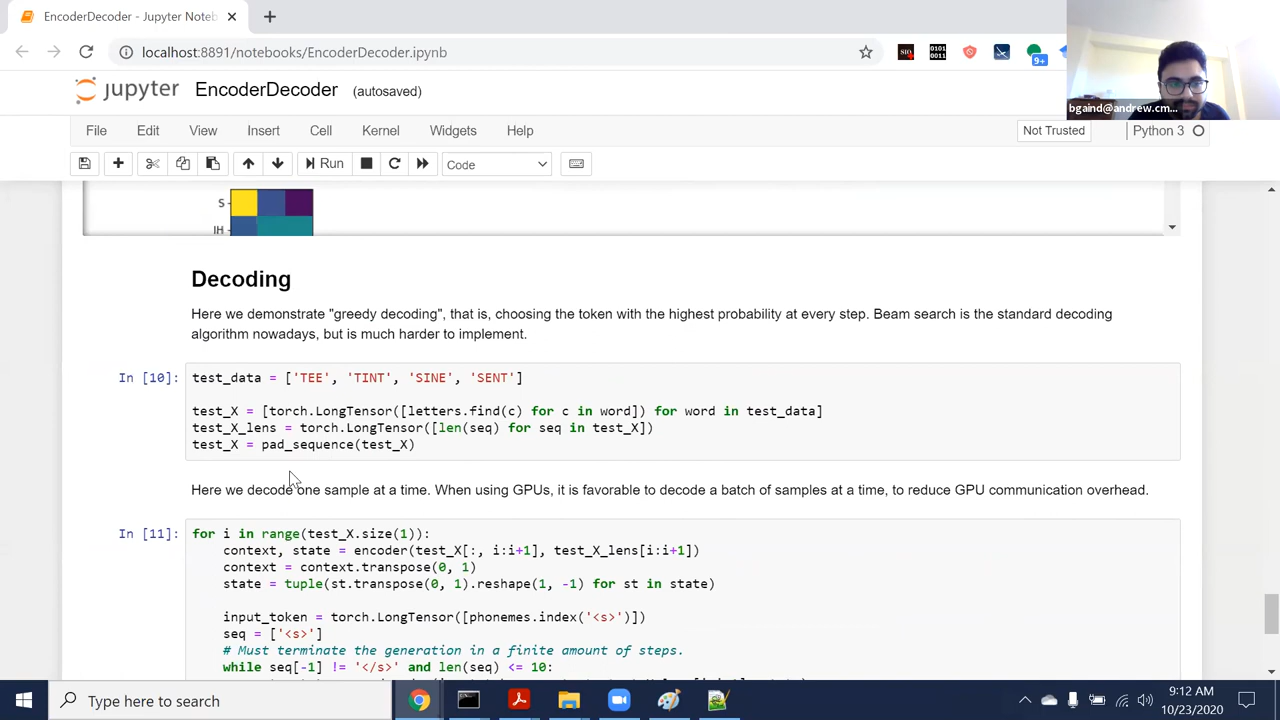 EncoderDecoder - Jupyter Noteb
localhost:8891/notebooks/EncoderDecoder.ipynb
SIO
0101
0011
9+
bgaind@andrew.cm...
jupyter EncoderDecoder (autosaved)
File Edit View Insert Cell Kernel Widgets Help
Not Trusted
Python 3
Run
Code
S
IH
Decoding
Here we demonstrate "greedy decoding", that is, choosing the token with the highest probability at every step. Beam search is the standard decoding
algorithm nowadays, but is much harder to implement.
In [10]:
test_data = ['TEE', 'TINT', 'SINE', 'SENT']
test_X = [torch.LongTensor([letters.find(c) for c in word]) for word in test_data]
test_X_lens = torch.LongTensor([len(seq) for seq in test_X])
test_X = pad_sequence(test_X)
Here we decode one sample at a time. When using GPUs, it is favorable to decode a batch of samples at a time, to reduce GPU communication overhead.
In [11]:
for i in range(test_X.size(1)):
context, state = encoder(test_X[:, i:i+1], test_X_lens[i:i+1])
context = context.transpose(0, 1)
state = tuple(st.transpose(0, 1).reshape(1, -1) for st in state)
input_token = torch.LongTensor([phonemes.index('<s>')])
seq = ['<s>']
# Must terminate the generation in a finite amount of steps.
while seq[-1] != '</s>' and len(seq) <= 10:
Type here to search
9:12 AM
10/23/2020